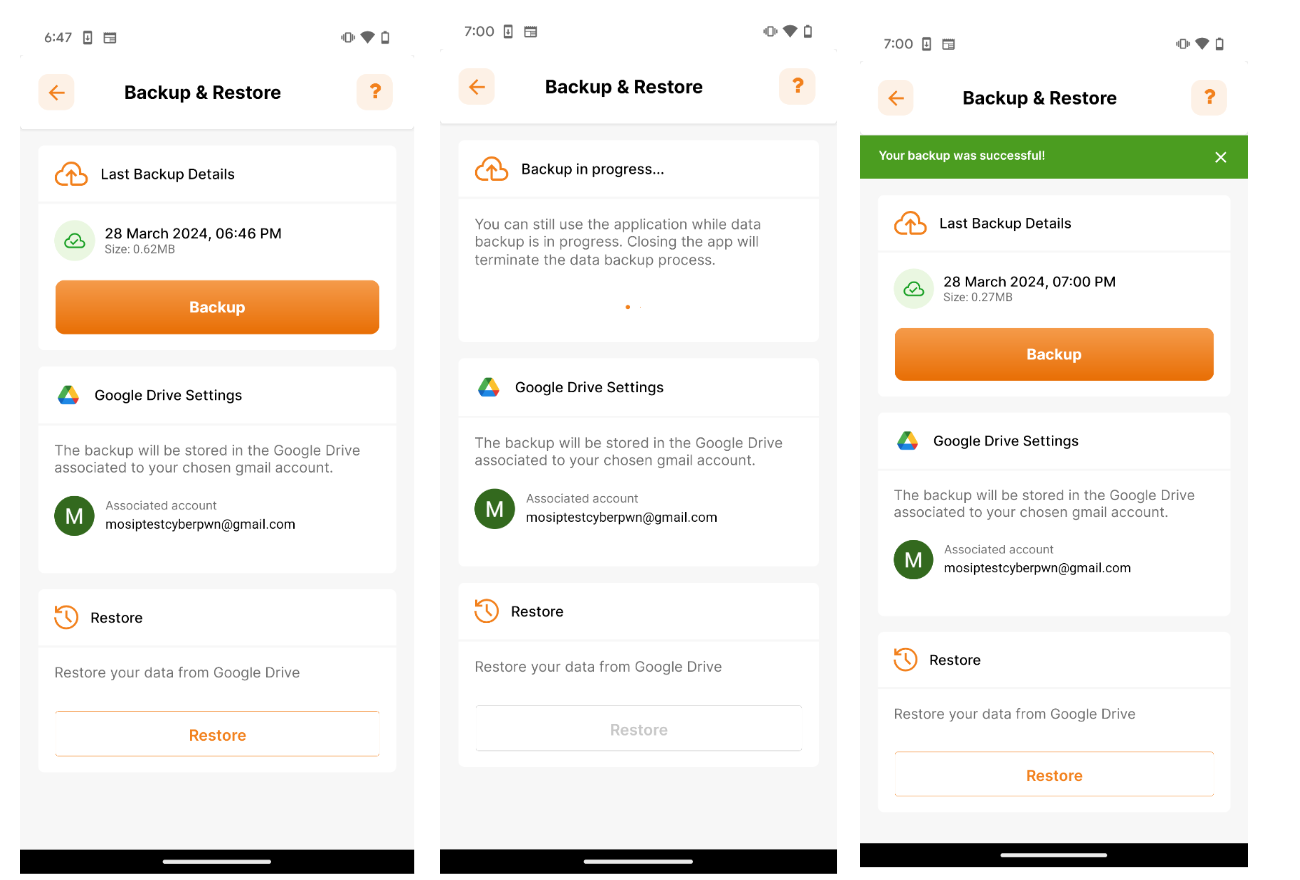 6:47
Backup & Restore
?
Last Backup Details
28 March 2024, 06:46 PM
Size: 0.62MB
Backup
Google Drive Settings
The backup will be stored in the Google Drive
associated to your chosen gmail account.
M
Associated account
mosiptestcyberpwn@gmail.com
Restore
Restore your data from Google Drive
Restore
7:00
Backup & Restore
?
Backup in progress...
You can still use the application while data
backup is in progress. Closing the app will
terminate the data backup process.
Google Drive Settings
The backup will be stored in the Google Drive
associated to your chosen gmail account.
M
Associated account
mosiptestcyberpwn@gmail.com
Restore
Restore your data from Google Drive
Restore
7:00
Backup & Restore
?
Your backup was successful!
Last Backup Details
28 March 2024, 07:00 PM
Size: 0.27MB
Backup
Google Drive Settings
The backup will be stored in the Google Drive
associated to your chosen gmail account.
M
Associated account
mosiptestcyberpwn@gmail.com
Restore
Restore your data from Google Drive
Restore